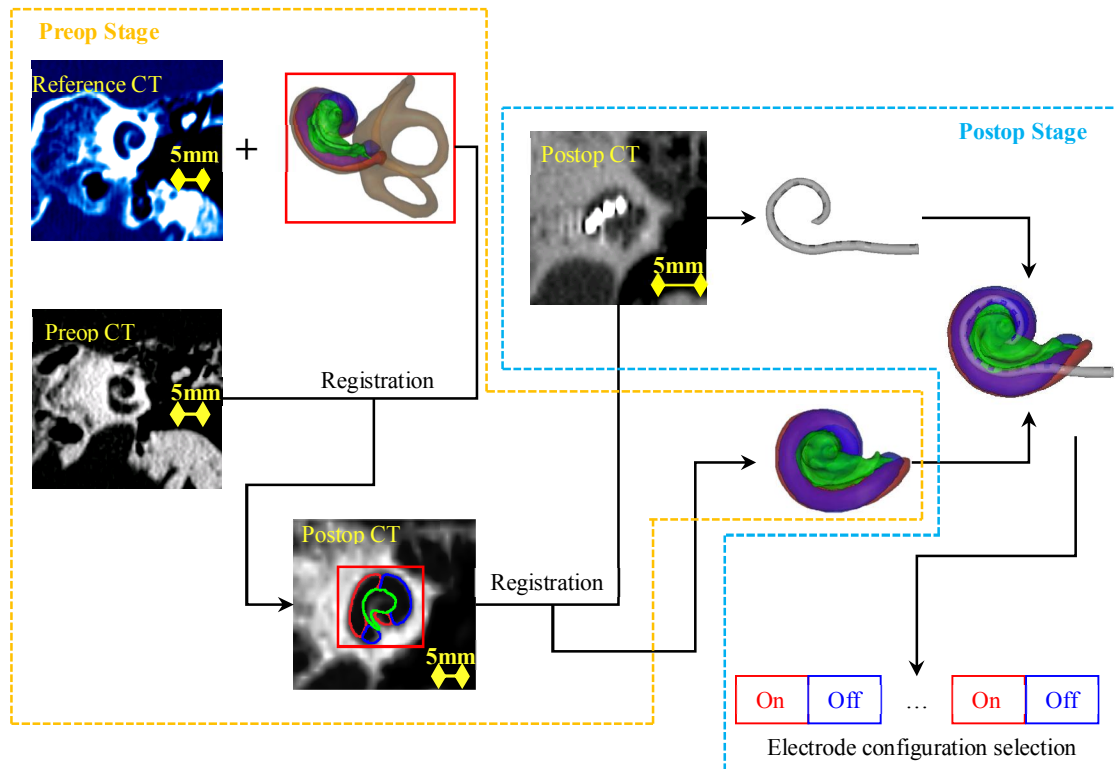 Preop Stage
Reference CT
5mm
+
Postop Stage
Postop CT
5mm
Preop CT
5mm
Registration
Postop CT
5mm
Registration
On Off ... On Off
Electrode configuration selection